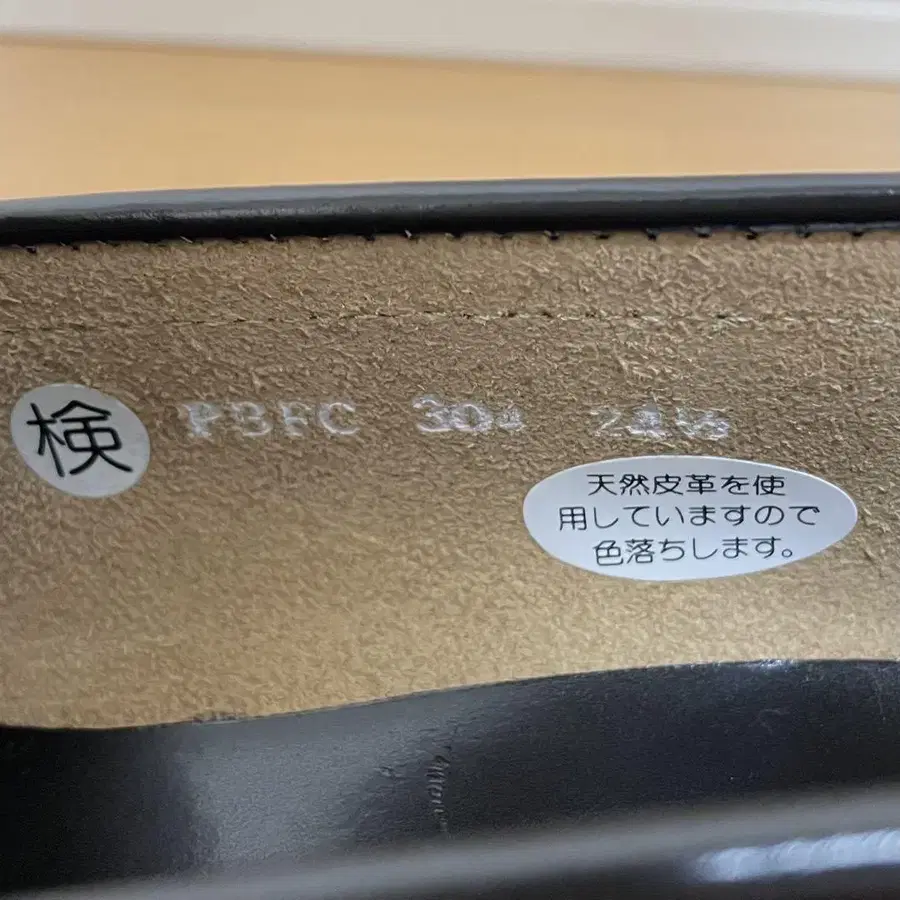 検
304
天然皮革を使
用していますので
色落ちします。